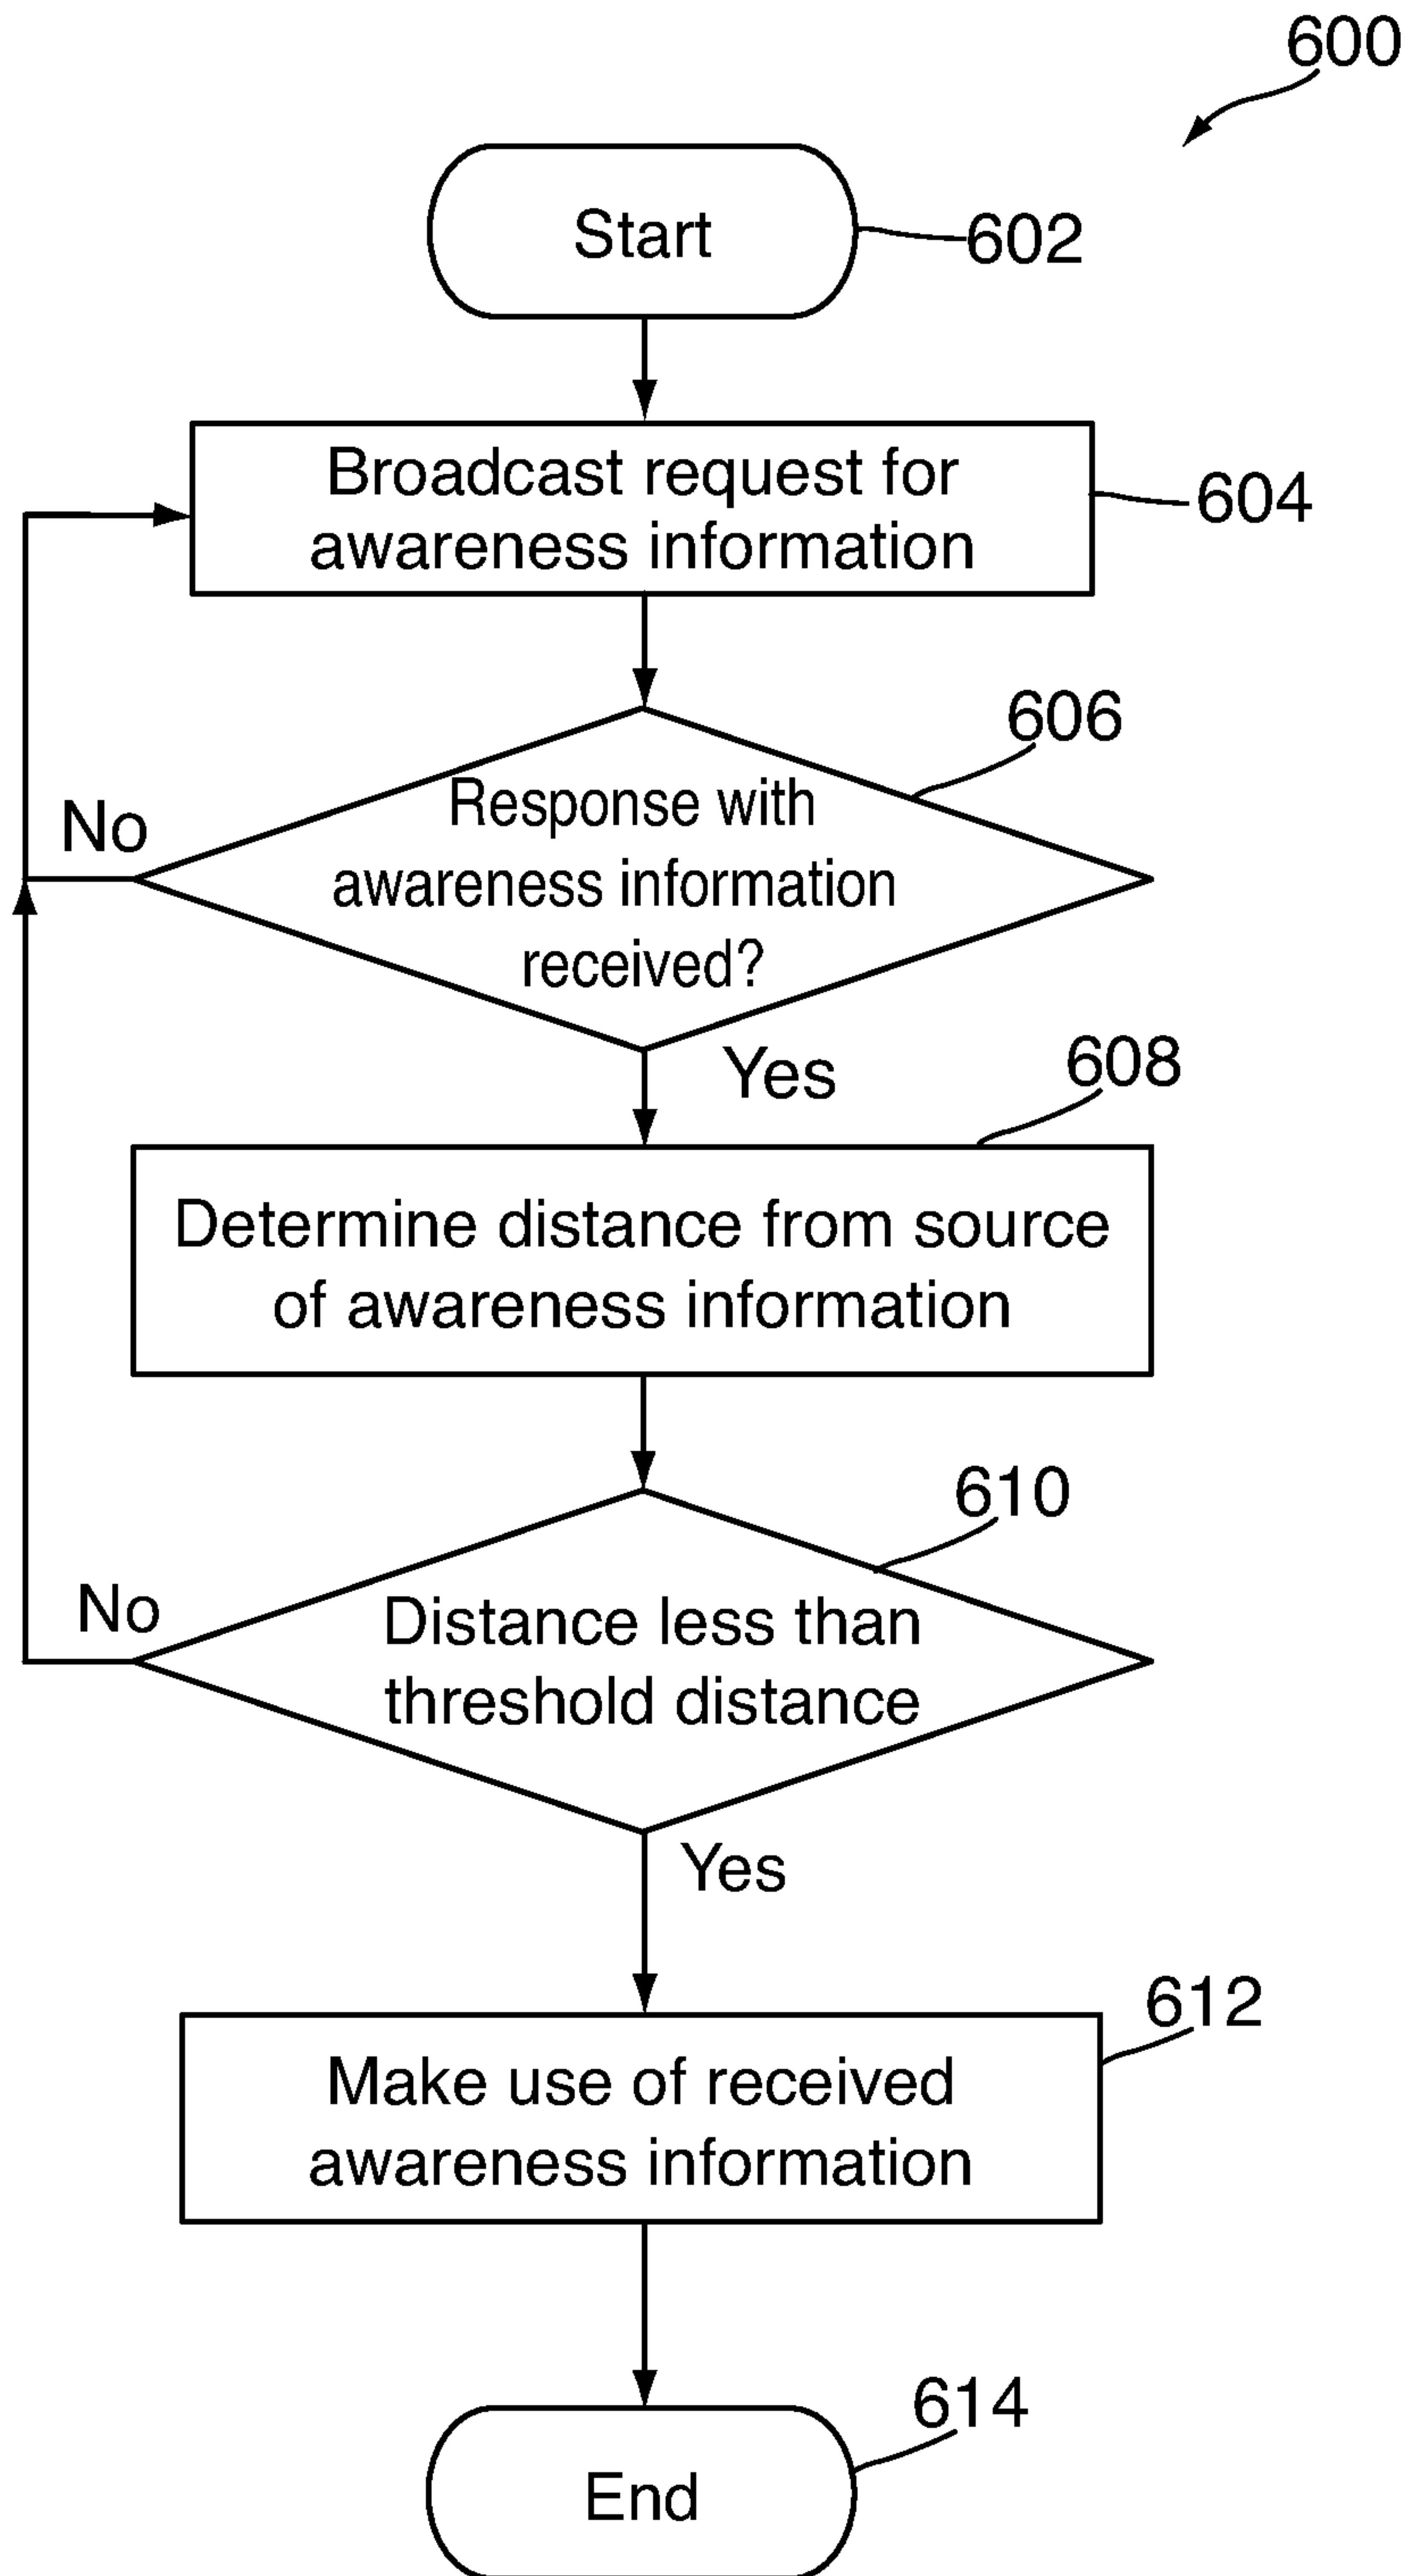 600
Start
602
Broadcast request for
awareness information
604
606
Response with
awareness information
received?
No
Yes
608
Determine distance from source
of awareness information
610
Distance less than
threshold distance
No
Yes
612
Make use of received
awareness information
614
End